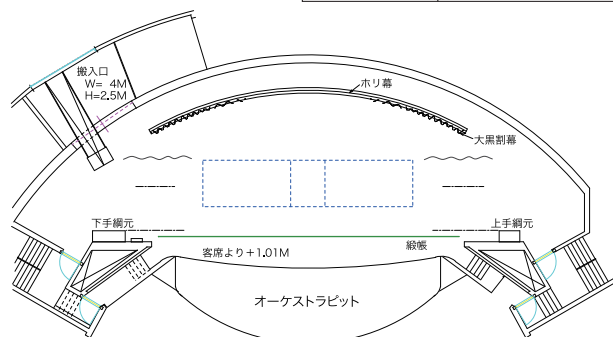 搬入口
W= 4M
H=2.5M
ホリ幕
大黒割幕
下手綱元
上手綱元
客席より+1.01M
緞帳
オーケストラピット